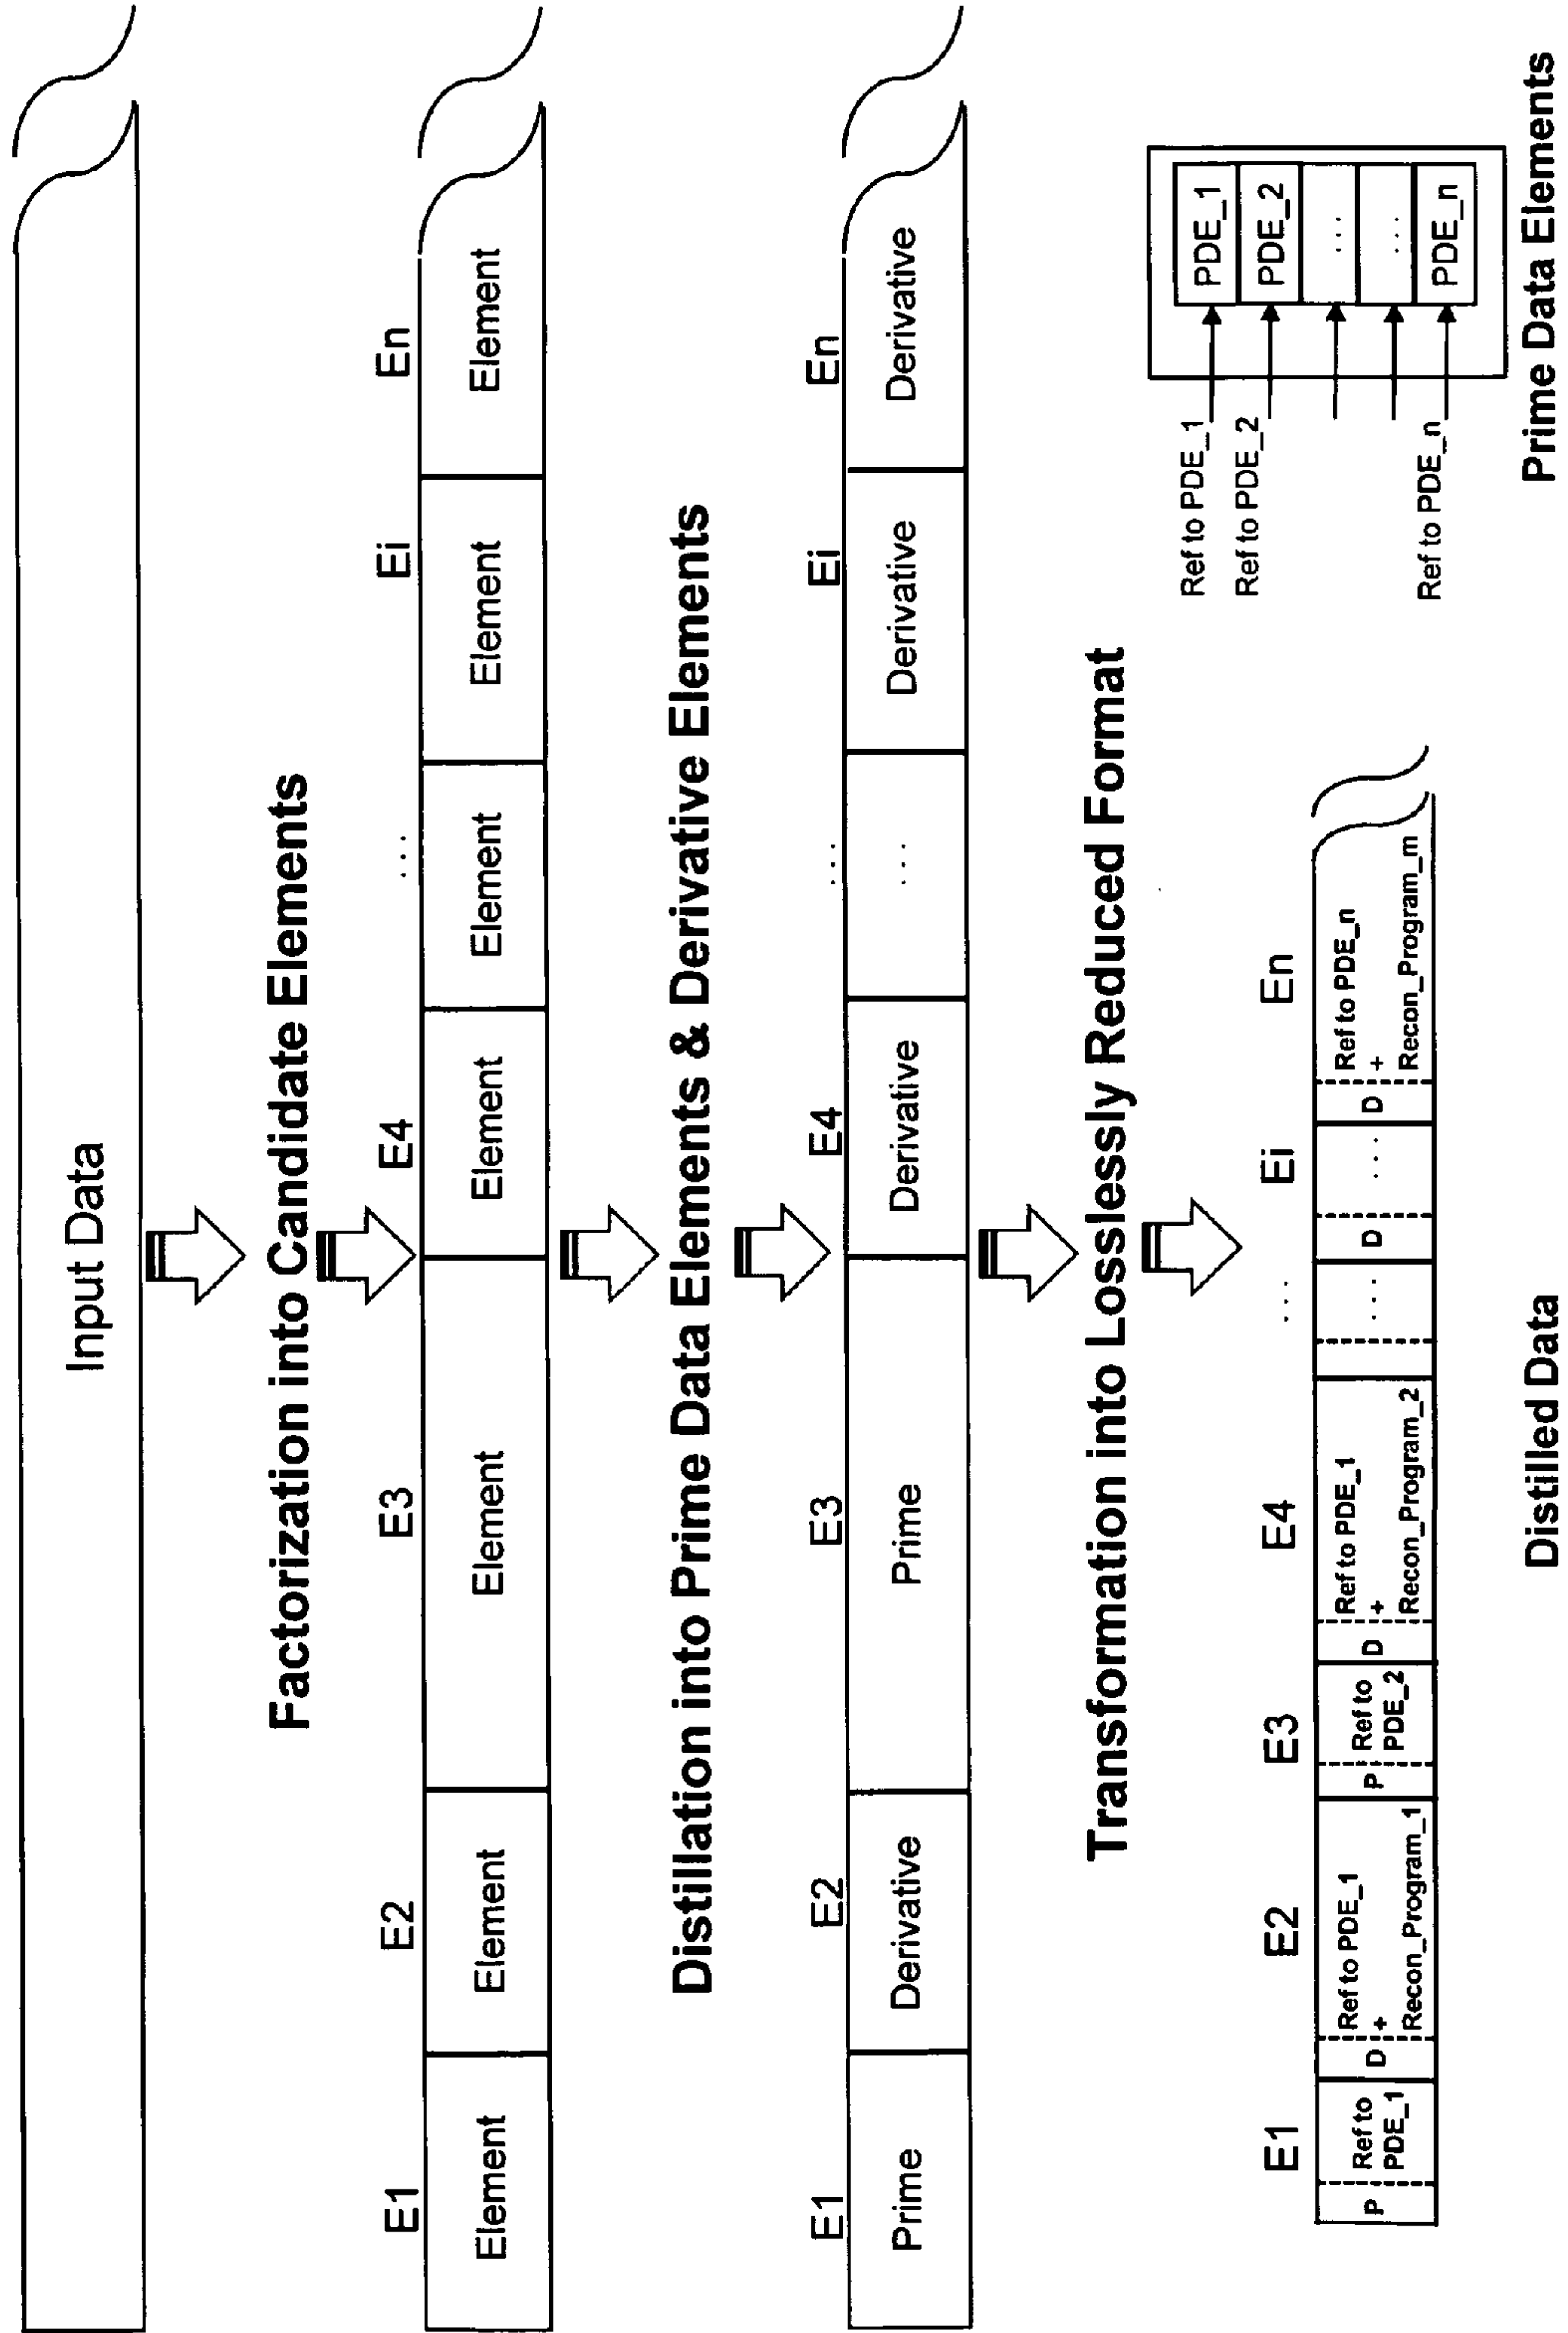 Input Data
Factorization into Candidate Elements
E1 E2 E3 E4 ... Ei En
Element Element Element Element Element Element Element
Distillation into Prime Data Elements & Derivative Elements
E1 E2 E3 E4 ... Ei En
Prime Derivative Prime Derivative ... Derivative Derivative
Transformation into Losslessly Reduced Format
E1 E2 E3 E4 ... Ei En
P
Ref to
PDE_1
D
Ref to PDE_1
+
Recon_Program_1
P
Ref to
PDE_2
D
Ref to PDE_1
+
Recon_Program_2
...
D
...
D
Ref to PDE_n
+
Recon_Program_m
Distilled Data
Ref to PDE_1
PDE_1
Ref to PDE_2
PDE_2
...
...
Ref to PDE_n
PDE_n
Prime Data Elements